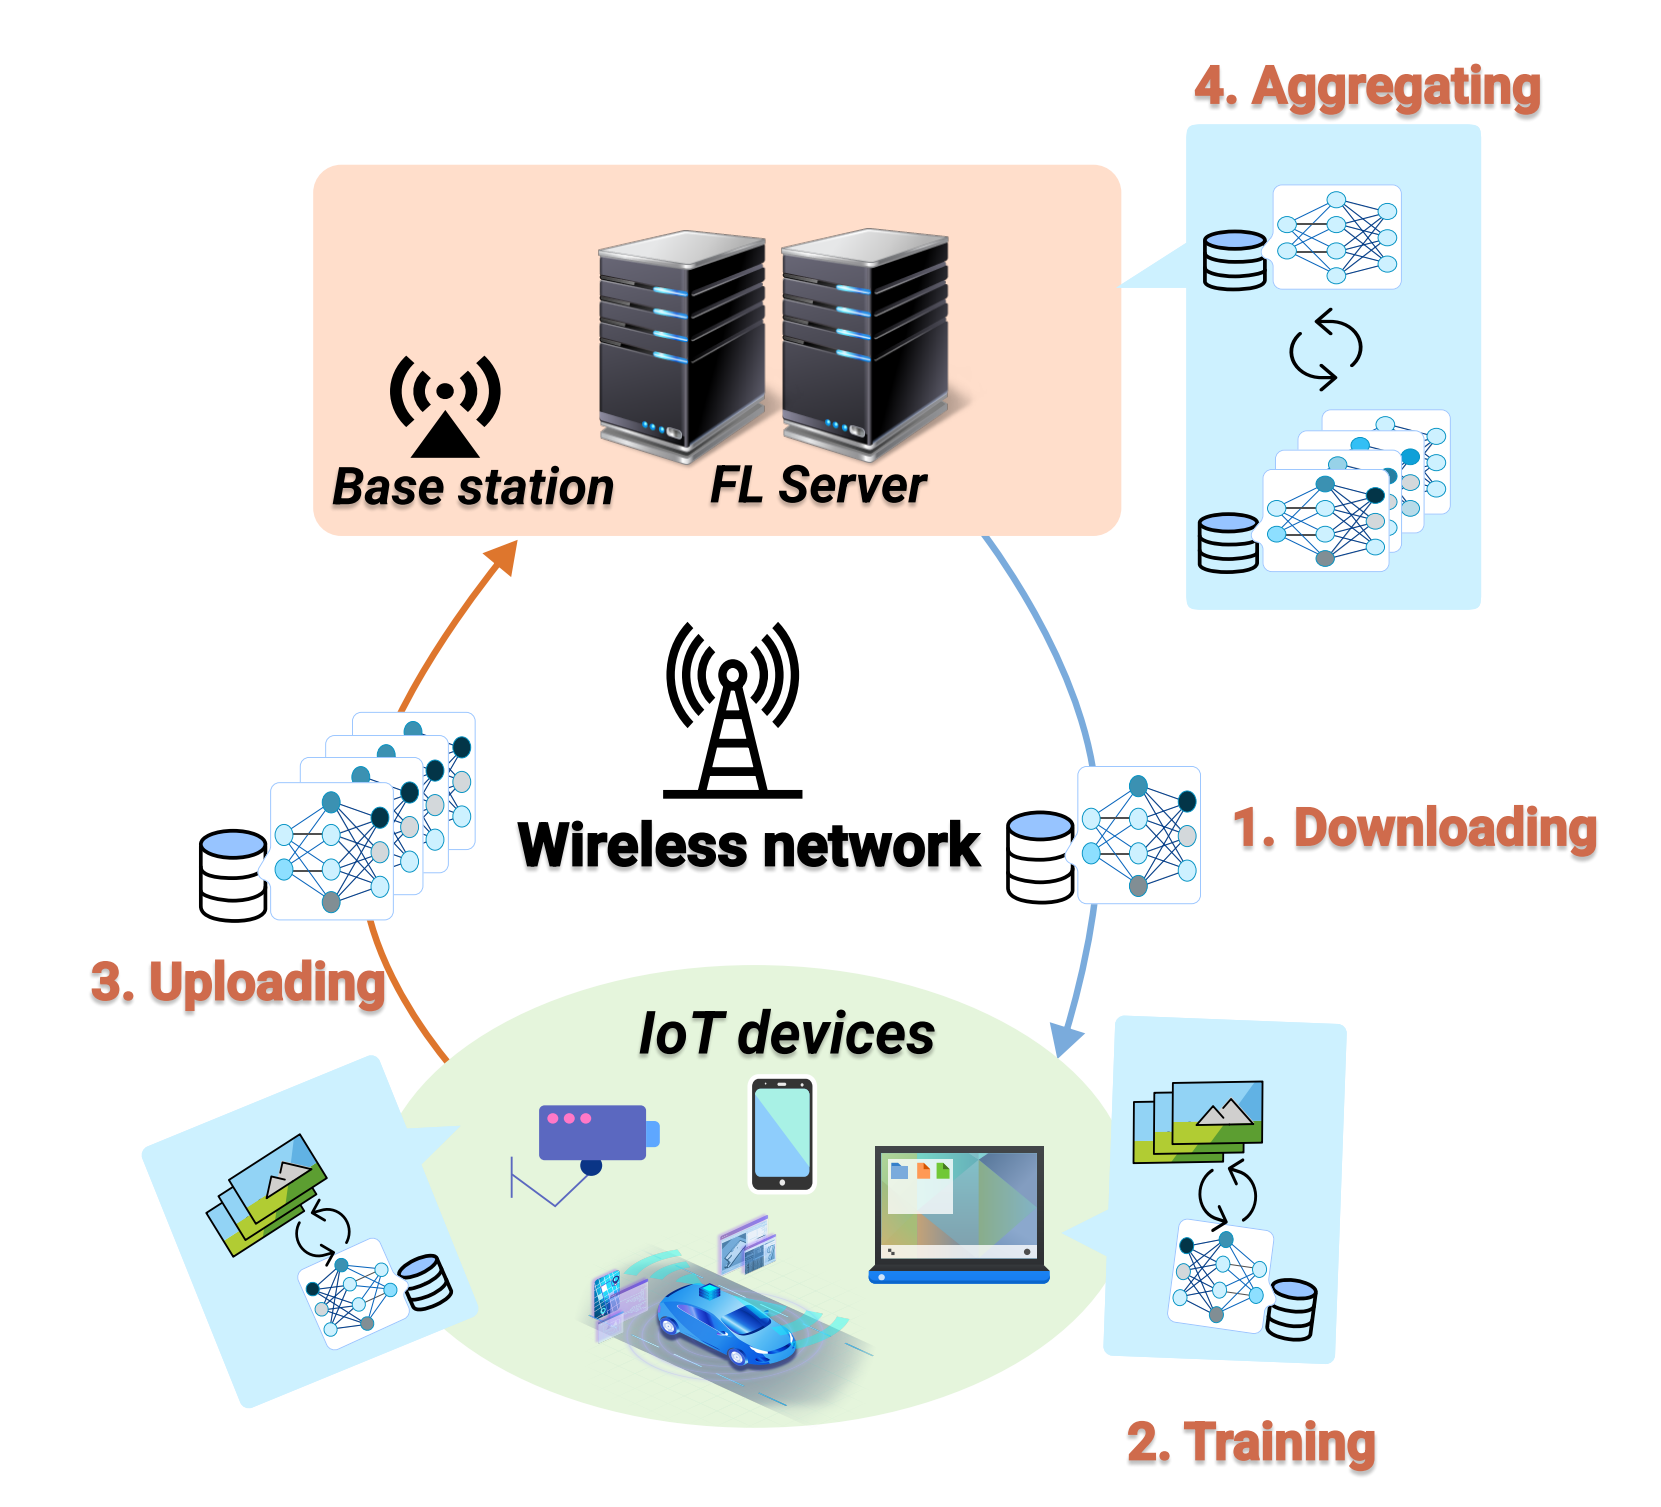 4. Aggregating
Base station
FL Server
Wireless network
1. Downloading
3. Uploading
IoT devices
2. Training